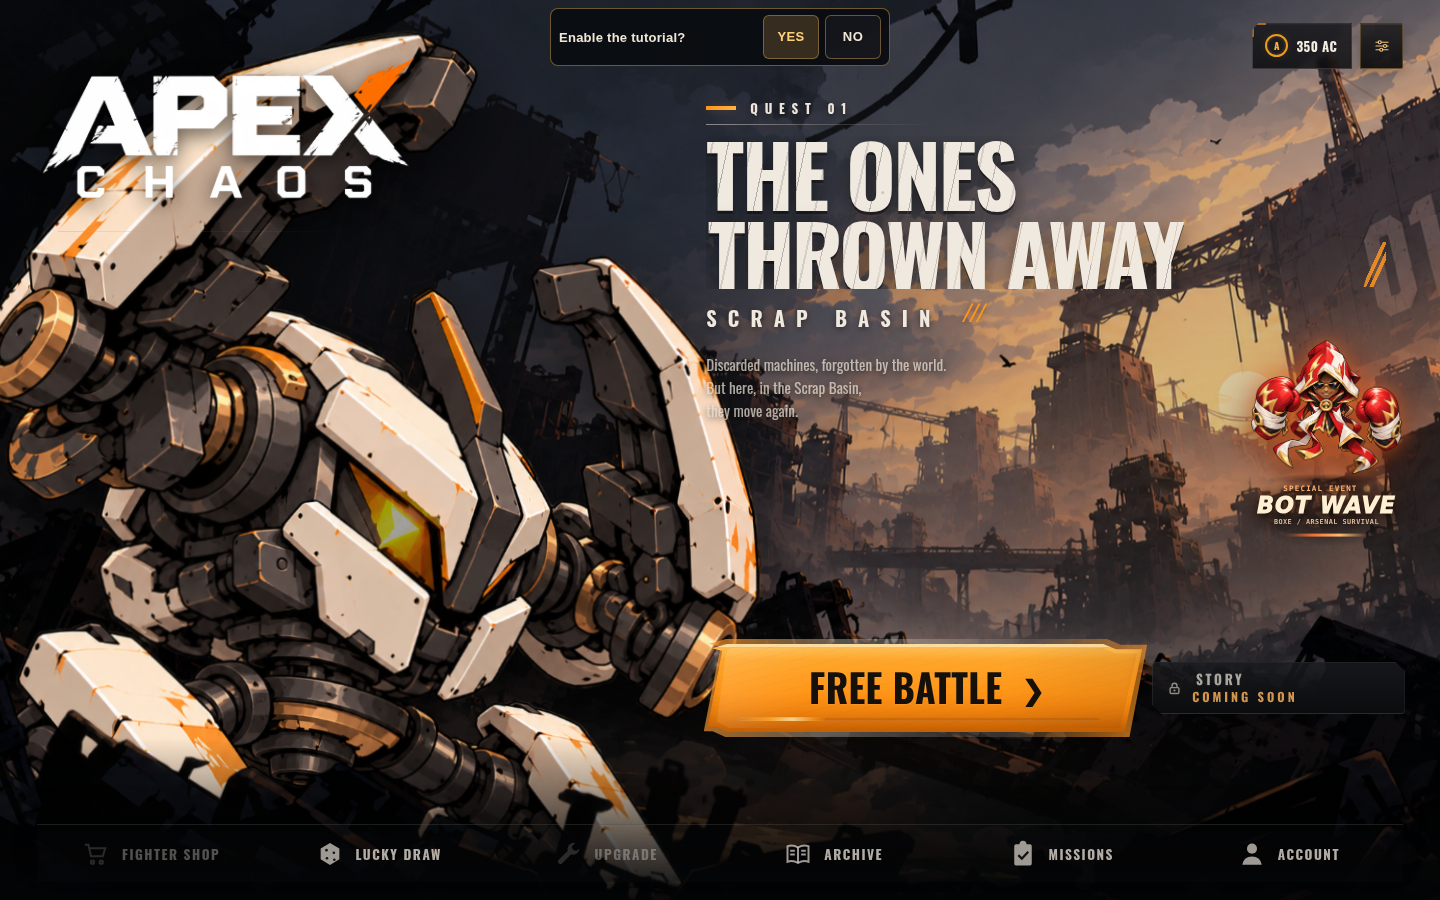 Enable the tutorial?
YES
NO
A
350 AC
APEX
CHAOS
QUEST 01
THE ONES
THROWN AWAY
01
SCRAP BASIN
Discarded machines, forgotten by the world.
But here, in the Scrap Basin,
they move again.
SPECIAL EVENT
BOT WAVE
BOXE / ARSENAL SURVIVAL
FREE BATTLE
STORY
COMING SOON
FIGHTER SHOP
LUCKY DRAW
UPGRADE
ARCHIVE
MISSIONS
ACCOUNT